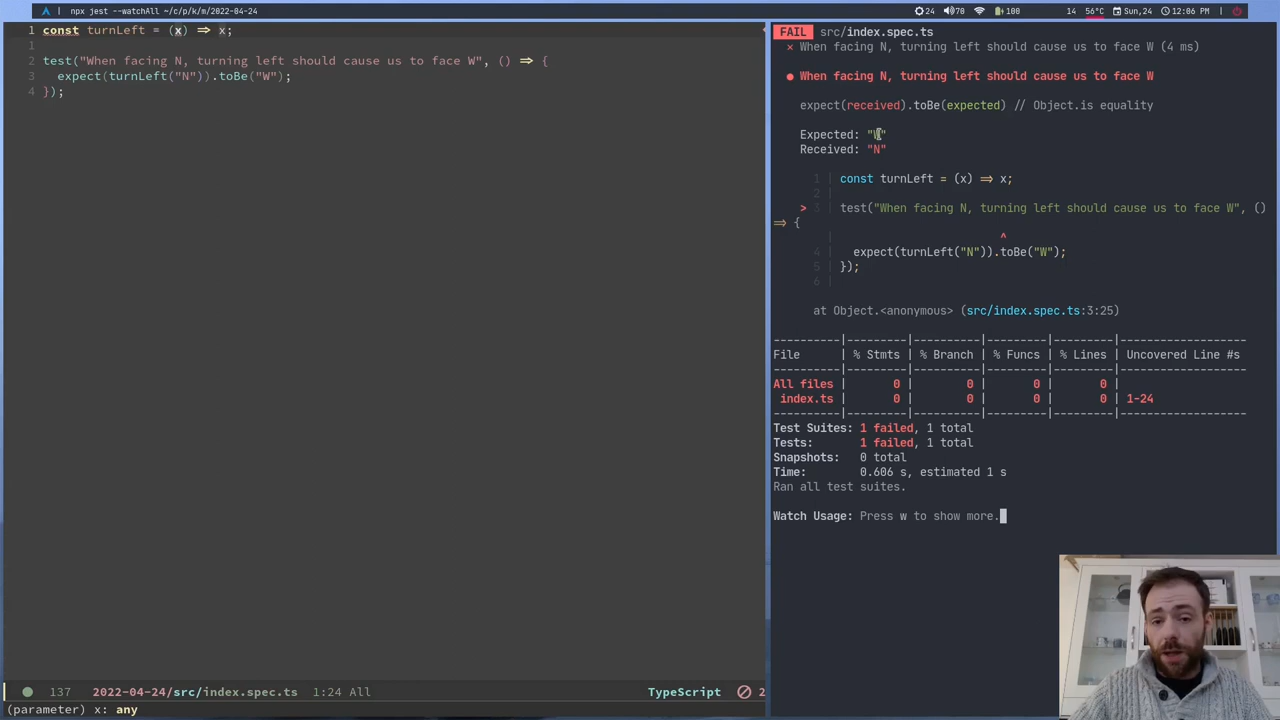 npx jest --watchAll ~/c/p/k/m/2022-04-24
24 70 100 14 56°C Sun,24 12:06 PM
1 const turnLeft = (x) => x;
2
3 test("When facing N, turning left should cause us to face W", () => {
3 expect(turnLeft("N")).toBe("W");
4 });
137 2022-04-24/src/index.spec.ts 1:24 All TypeScript 2
(parameter) x: any
FAIL src/index.spec.ts
× When facing N, turning left should cause us to face W (4 ms)
● When facing N, turning left should cause us to face W
expect(received).toBe(expected) // Object.is equality
Expected: "W"
Received: "N"
1 | const turnLeft = (x) => x;
2 |
> 3 | test("When facing N, turning left should cause us to face W", ()
=> {
| ^
4 | expect(turnLeft("N")).toBe("W");
5 | });
6 |
at Object.<anonymous> (src/index.spec.ts:3:25)
----------|---------|----------|---------|---------|-------------------
File | % Stmts | % Branch | % Funcs | % Lines | Uncovered Line #s
----------|---------|----------|---------|---------|-------------------
All files | 0 | 0 | 0 | 0 |
index.ts | 0 | 0 | 0 | 0 | 1-24
----------|---------|----------|---------|---------|-------------------
Test Suites: 1 failed, 1 total
Tests: 1 failed, 1 total
Snapshots: 0 total
Time: 0.606 s, estimated 1 s
Ran all test suites.
Watch Usage: Press w to show more.